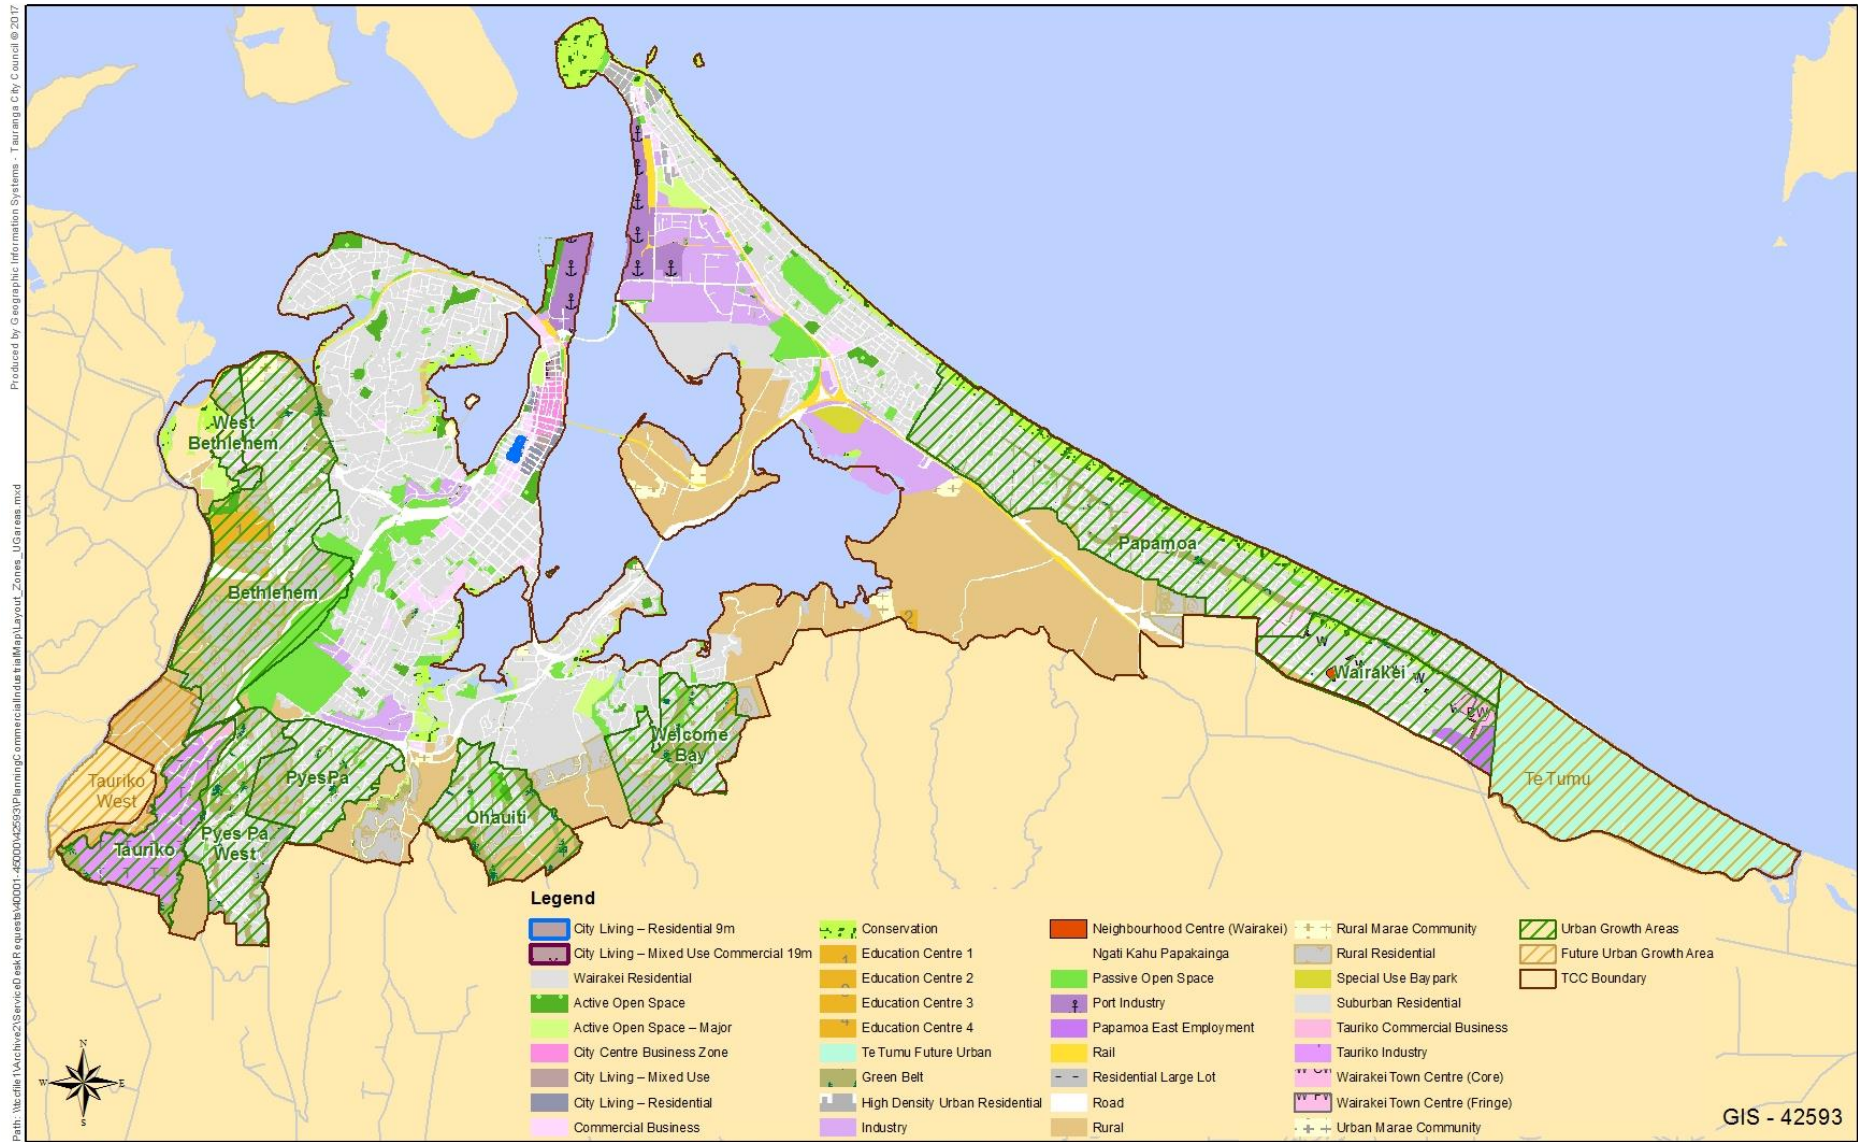 Produced by Geographic Information Systems - Tauranga City Council © 2017
West
Bethlehem
Bethlehem
Papamoa
Wairakei
Te Tumu
Welcome
Bay
Tauriko
West
Pyes Pa
Ohauiti
Pyes Pa
West
Tauriko
Legend
City Living – Residential 9m
City Living – Mixed Use Commercial 19m
Wairakei Residential
Active Open Space
Active Open Space – Major
City Centre Business Zone
City Living – Mixed Use
City Living – Residential
Commercial Business
Conservation
Education Centre 1
Education Centre 2
Education Centre 3
Education Centre 4
Te Tumu Future Urban
Green Belt
High Density Urban Residential
Industry
Neighbourhood Centre (Wairakei)
Ngati Kahu Papakainga
Passive Open Space
Port Industry
Papamoa East Employment
Rail
Residential Large Lot
Road
Rural
Rural Marae Community
Rural Residential
Special Use Baypark
Suburban Residential
Tauriko Commercial Business
Tauriko Industry
Wairakei Town Centre (Core)
Wairakei Town Centre (Fringe)
Urban Marae Community
Urban Growth Areas
Future Urban Growth Area
TCC Boundary
N
W
E
S
GIS - 42593